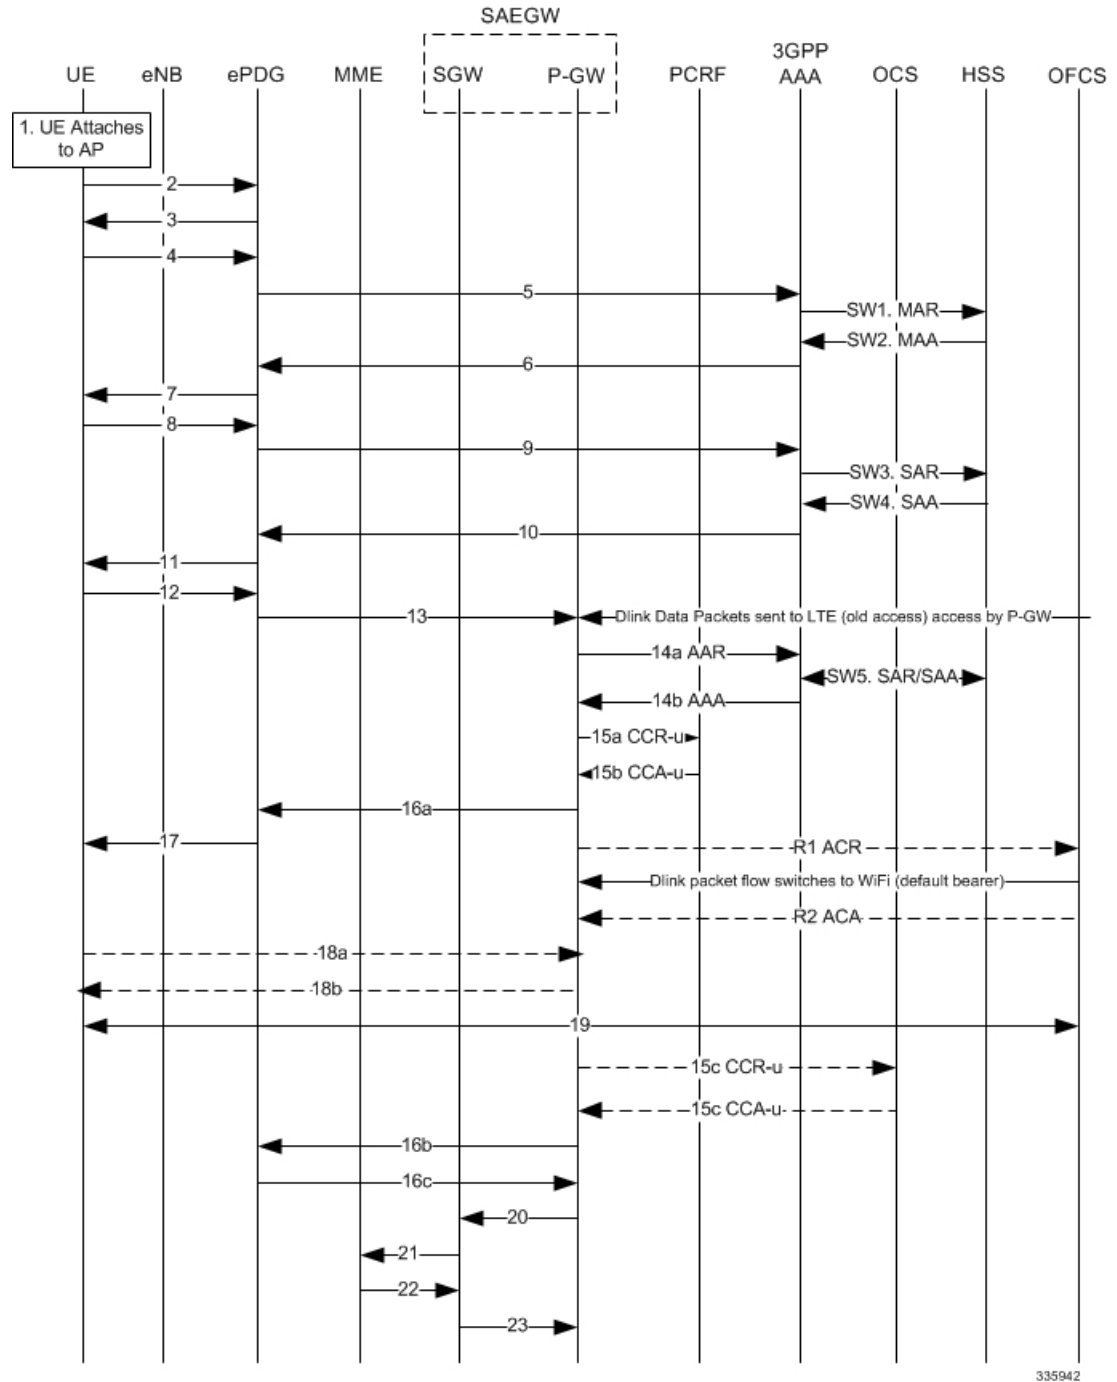 SAEGW
UE eNB ePDG MME SGW P-GW PCRF 3GPP AAA OCS HSS OFCS
1. UE Attaches
to AP
2
3
4
5
SW1. MAR
SW2. MAA
6
7
8
9
SW3. SAR
SW4. SAA
10
11
12
13 Dlink Data Packets sent to LTE (old access) access by P-GW
14a AAR
SW5. SAR/SAA
14b AAA
15a CCR-u
15b CCA-u
16a
17 R1 ACR
Dlink packet flow switches to WiFi (default bearer)
R2 ACA
18a
18b
19
15c CCR-u
15c CCA-u
16b
16c
20
21
22
23
335942